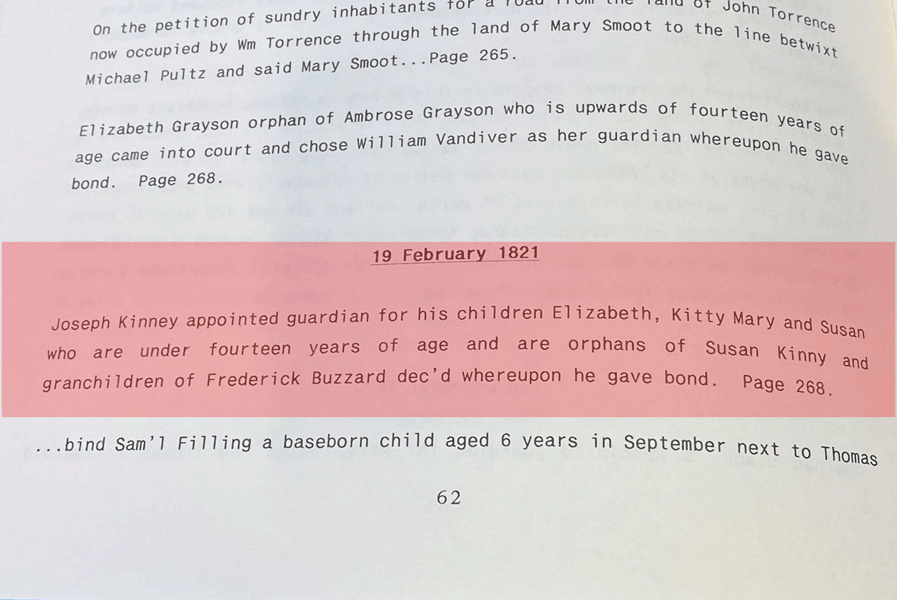 On the petition of sundry inhabitants for a road from the land of John Torrence
now occupied by Wm Torrence through the land of Mary Smoot to the line betwixt
Michael Pultz and said Mary Smoot...Page 265.
Elizabeth Grayson orphan of Ambrose Grayson who is upwards of fourteen years of
age came into court and chose William Vandiver as her guardian whereupon he gave
bond. Page 268.
19 February 1821
Joseph Kinney appointed guardian for his children Elizabeth, Kitty Mary and Susan
who are under fourteen years of age and are orphans of Susan Kinny and
granchildren of Frederick Buzzard dec'd whereupon he gave bond. Page 268.
...bind Sam'l Filling a baseborn child aged 6 years in September next to Thomas
62